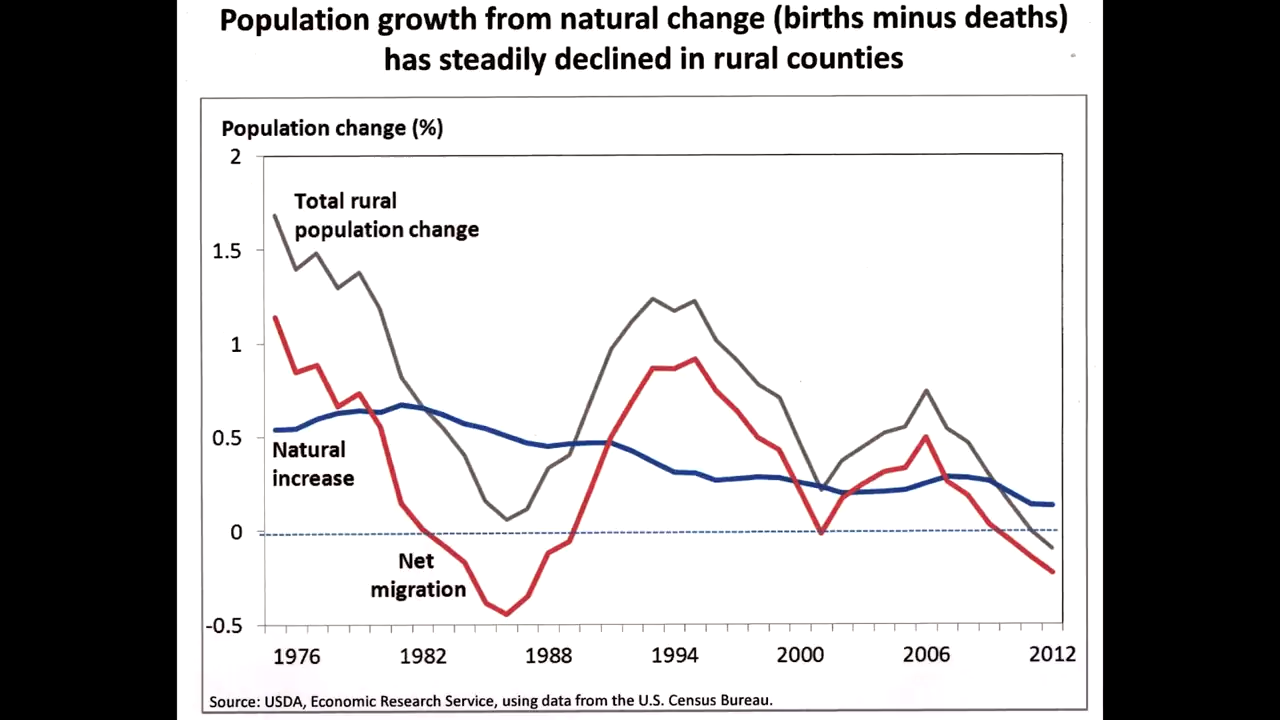 Population growth from natural change (births minus deaths)
has steadily declined in rural counties
Population change (%)
2
1.5
1
0.5
0
-0.5
Total rural
population change
Natural
increase
Net
migration
1976 1982 1988 1994 2000 2006 2012
Source: USDA, Economic Research Service, using data from the U.S. Census Bureau.